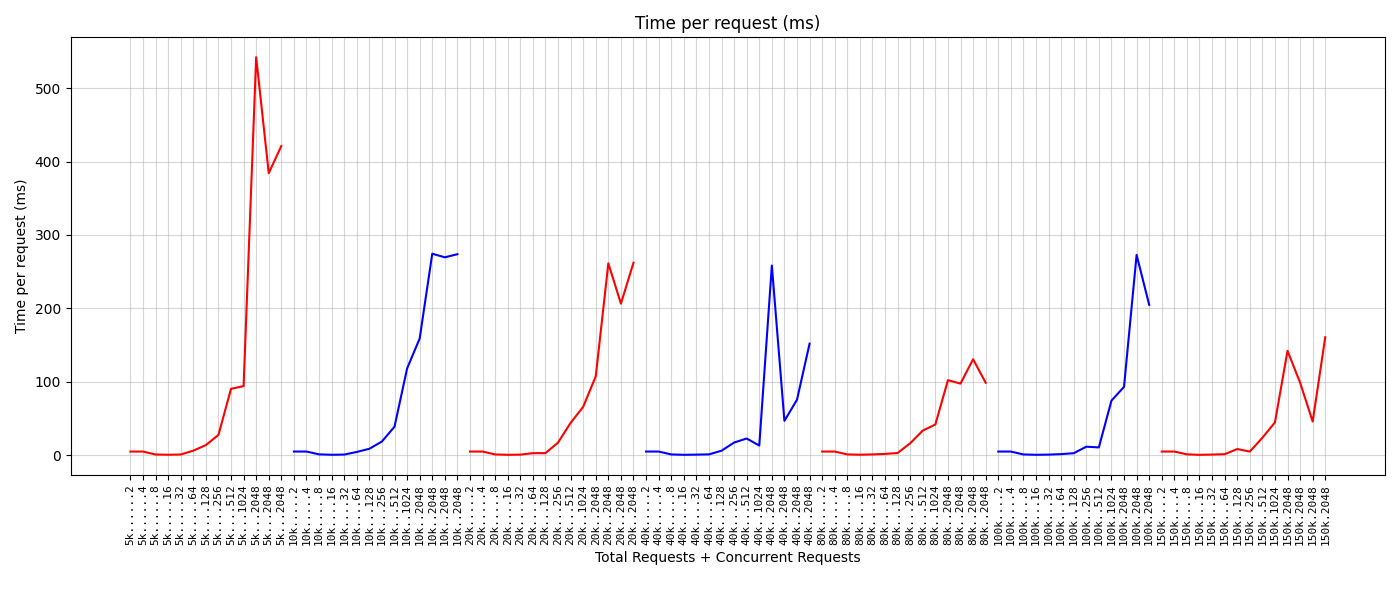 Time per request (ms)
Time per request (ms)
500
400
300
200
100
0
5k......2
5k......4
5k......8
5k.....16
5k.....32
5k.....64
5k....128
5k....256
5k....512
5k...1024
5k...2048
5k...2048
5k...2048
10k.....2
10k.....4
10k.....8
10k....16
10k....32
10k....64
10k...128
10k...256
10k...512
10k..1024
10k..2048
10k..2048
10k..2048
10k..2048
20k.....2
20k.....4
20k.....8
20k....16
20k....32
20k....64
20k...128
20k...256
20k...512
20k..1024
20k..2048
20k..2048
20k..2048
20k..2048
40k.....2
40k.....4
40k.....8
40k....16
40k....32
40k....64
40k...128
40k...256
40k...512
40k..1024
40k..2048
40k..2048
40k..2048
40k..2048
80k.....2
80k.....4
80k.....8
80k....16
80k....32
80k....64
80k...128
80k...256
80k...512
80k..1024
80k..2048
80k..2048
80k..2048
80k..2048
100k....2
100k....4
100k....8
100k...16
100k...32
100k...64
100k..128
100k..256
100k..512
100k.1024
100k.2048
100k.2048
100k.2048
150k....2
150k....4
150k....8
150k...16
150k...32
150k...64
150k..128
150k..256
150k..512
150k.1024
150k.2048
150k.2048
150k.2048
150k.2048
Total Requests + Concurrent Requests